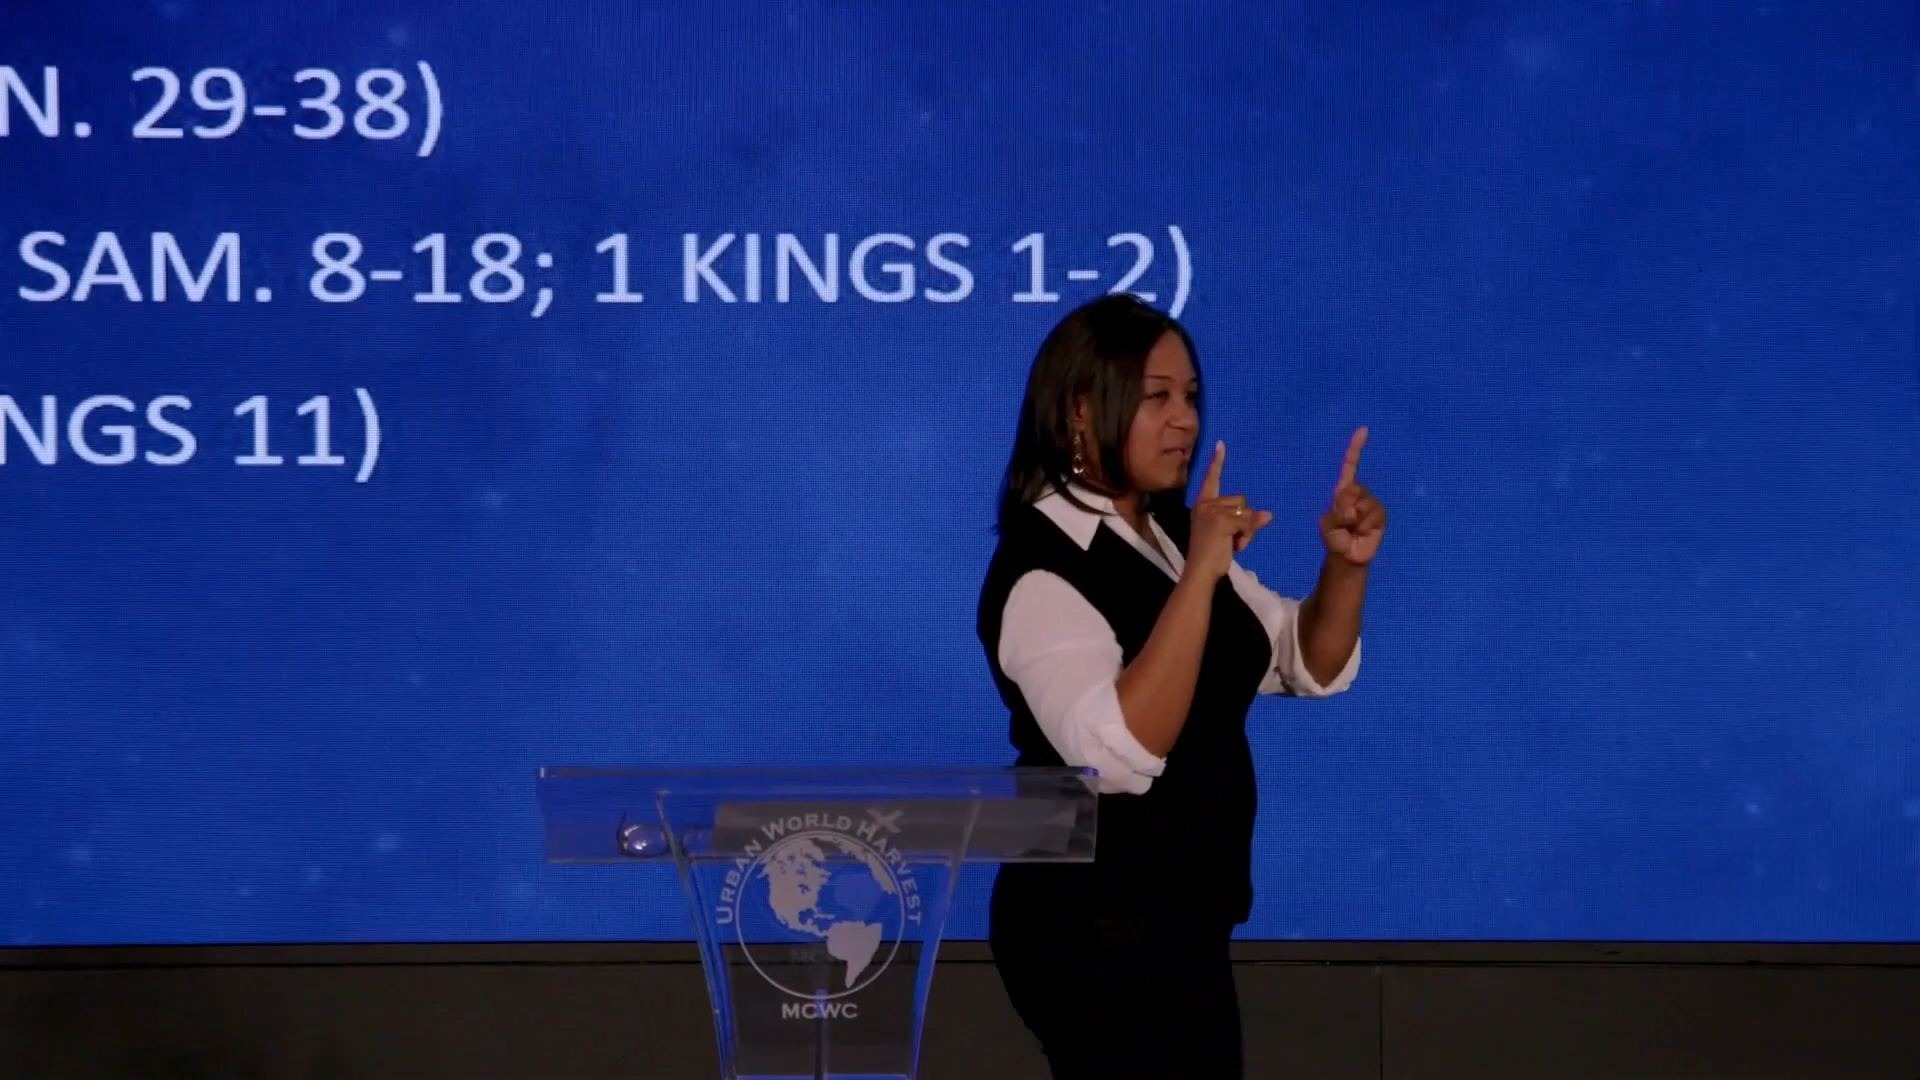 N. 29-38)
SAM. 8-18; 1 KINGS 1-2)
NGS 11)
URBAN WORLD HARVEST
MCWC